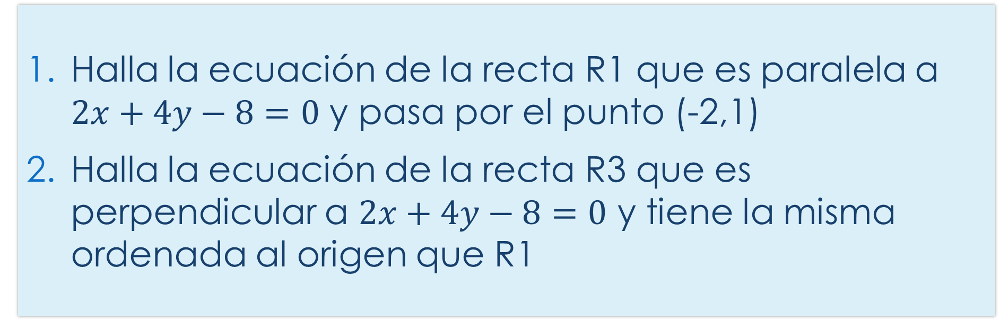 1. Halla la ecuación de la recta R1 que es paralela a
2x + 4y − 8 = 0 y pasa por el punto (-2,1)
2. Halla la ecuación de la recta R3 que es
perpendicular a 2x + 4y − 8 = 0 y tiene la misma
ordenada al origen que R1